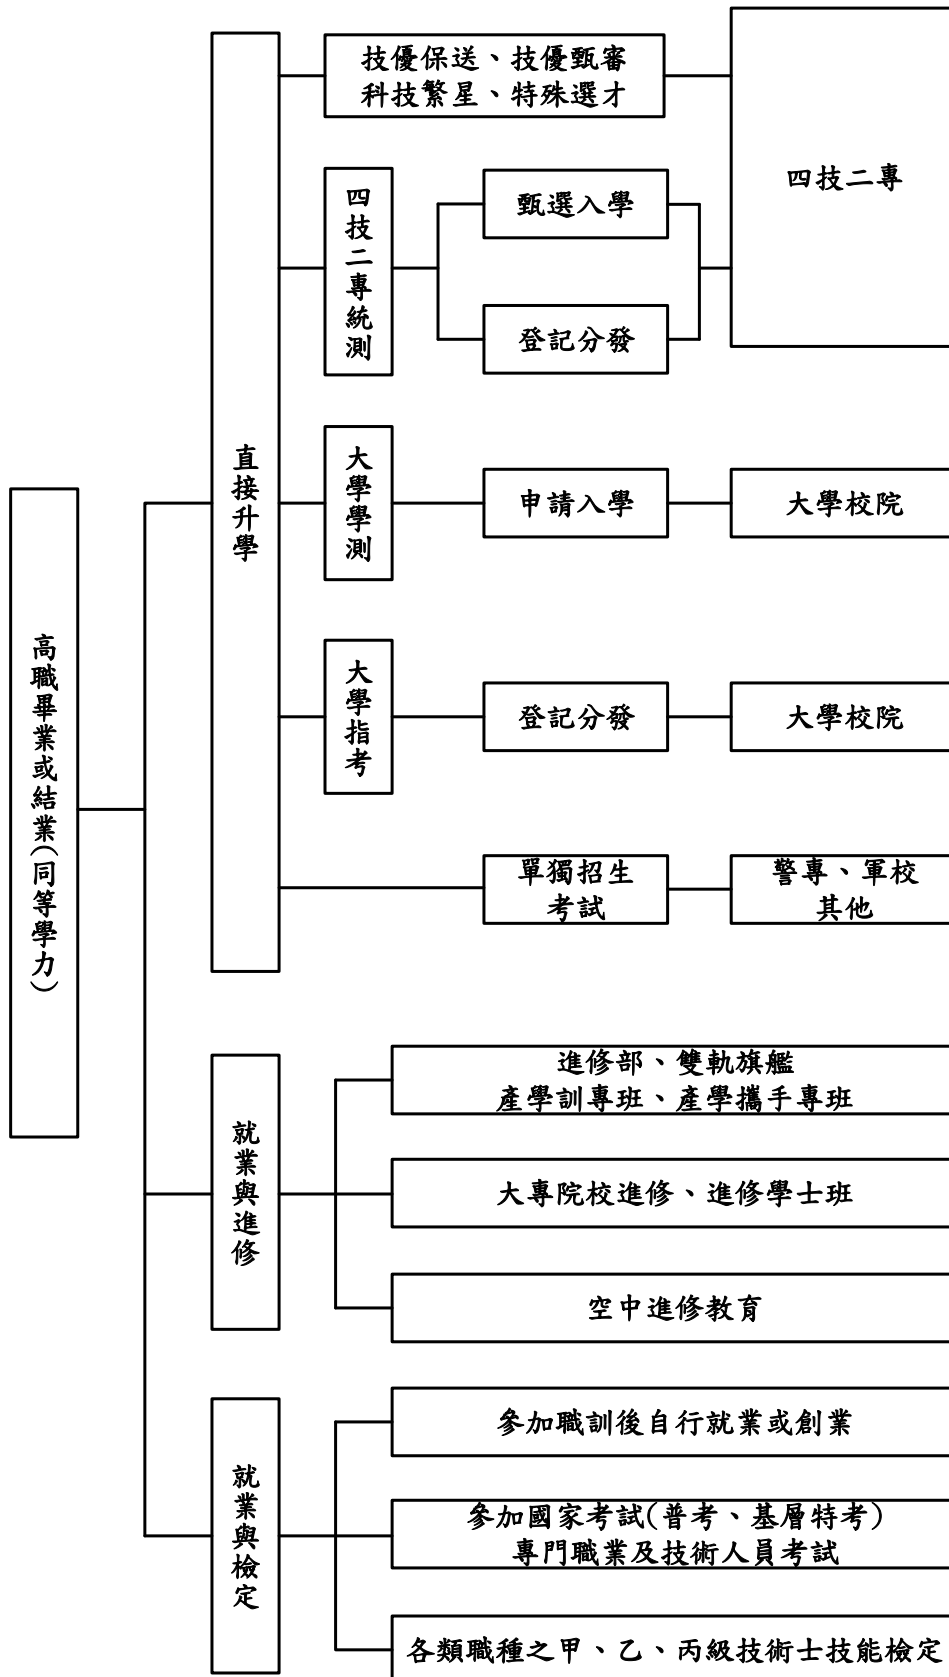 高職畢業或結業(同等學力)
直接升學
技優保送、技優甄審
科技繁星、特殊選才
四技二專統測
甄選入學
登記分發
四技二專
大學學測
申請入學
大學校院
大學指考
登記分發
大學校院
單獨招生
考試
警專、軍校
其他
就業與進修
進修部、雙軌旗艦
產學訓專班、產學攜手專班
大專院校進修、進修學士班
空中進修教育
就業與檢定
參加職訓後自行就業或創業
參加國家考試(普考、基層特考)
專門職業及技術人員考試
各類職種之甲、乙、丙級技術士技能檢定